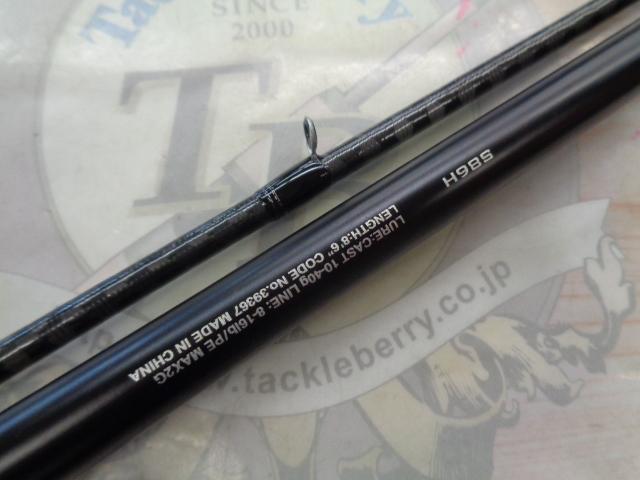 SINCE
2000
TB
S86H
LURE:CAST 10-40g LINE: 8-16lb/PE MAX2G
LENGTH:8'6" CODE No.39367 MADE IN CHINA
www.tackleberry.co.jp